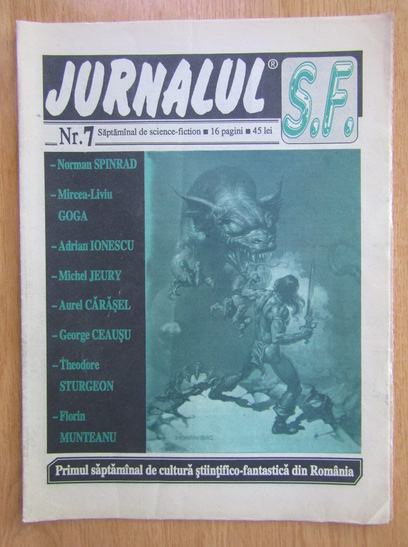 JURNALUL®
S.F.
Nr.7 Săptămînal de science-fiction ■ 16 pagini ■ 45 lei
– Norman SPINRAD
– Mircea-Liviu
GOGA
– Adrian IONESCU
– Michel JEURY
– Aurel CĂRĂŞEL
– George CEAUŞU
– Theodore
STURGEON
– Florin
MUNTEANU
Primul săptămînal de cultură ştiinţifico-fantastică din România